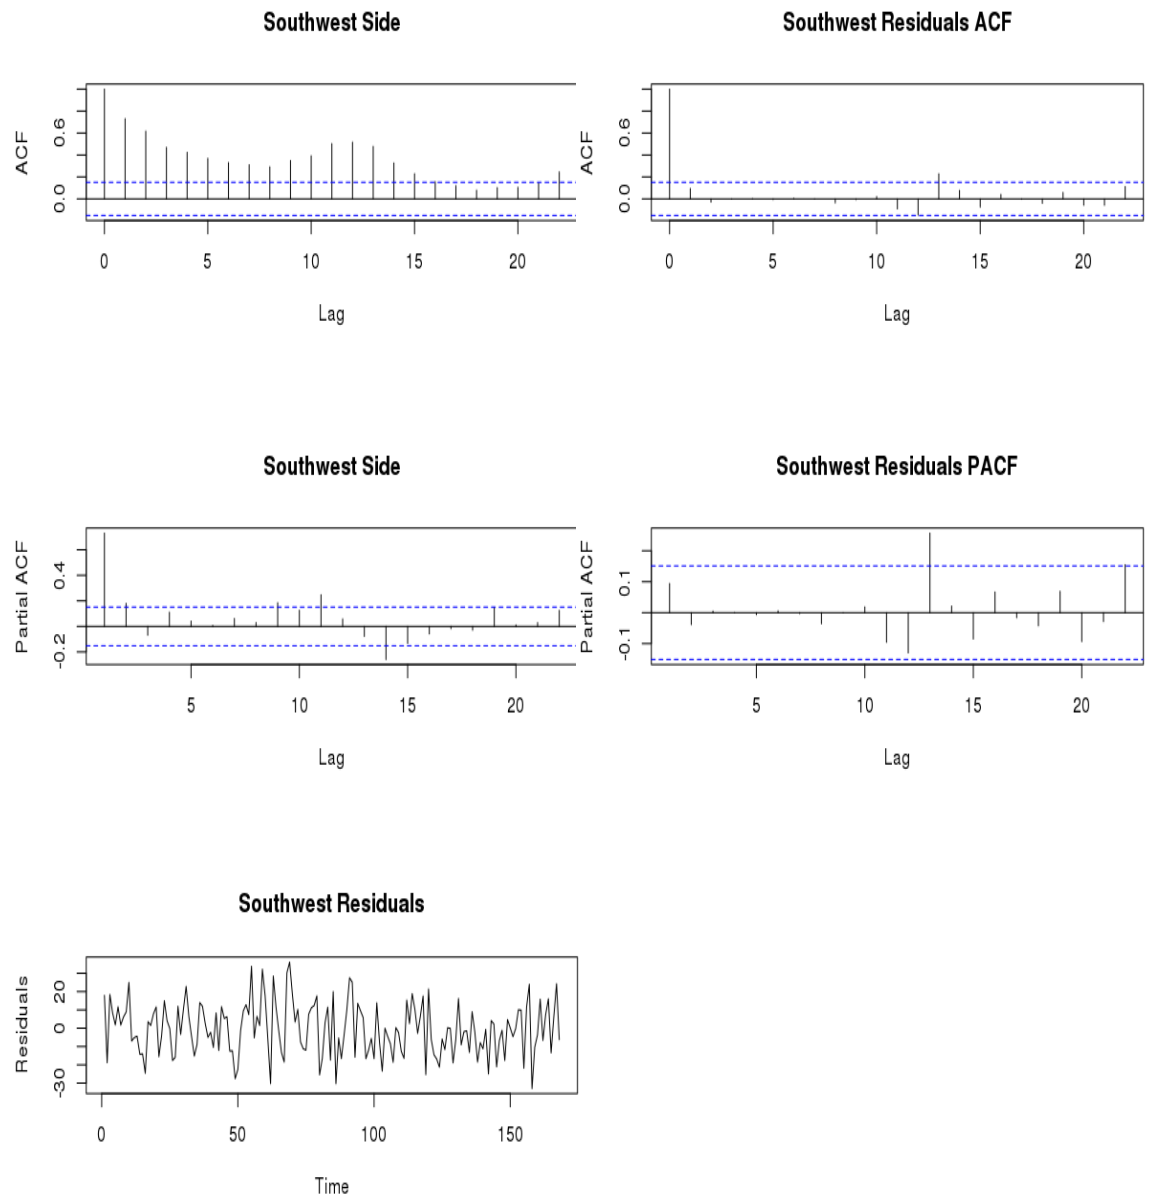 Southwest Side
ACF
0.0 0.6
0 5 10 15 20
Lag
Southwest Residuals ACF
ACF
0.0 0.6
0 5 10 15 20
Lag
Southwest Side
Partial ACF
-0.2 0.4
5 10 15 20
Lag
Southwest Residuals PACF
Partial ACF
-0.1 0.1
5 10 15 20
Lag
Southwest Residuals
Residuals
-30 0 20
0 50 100 150
Time